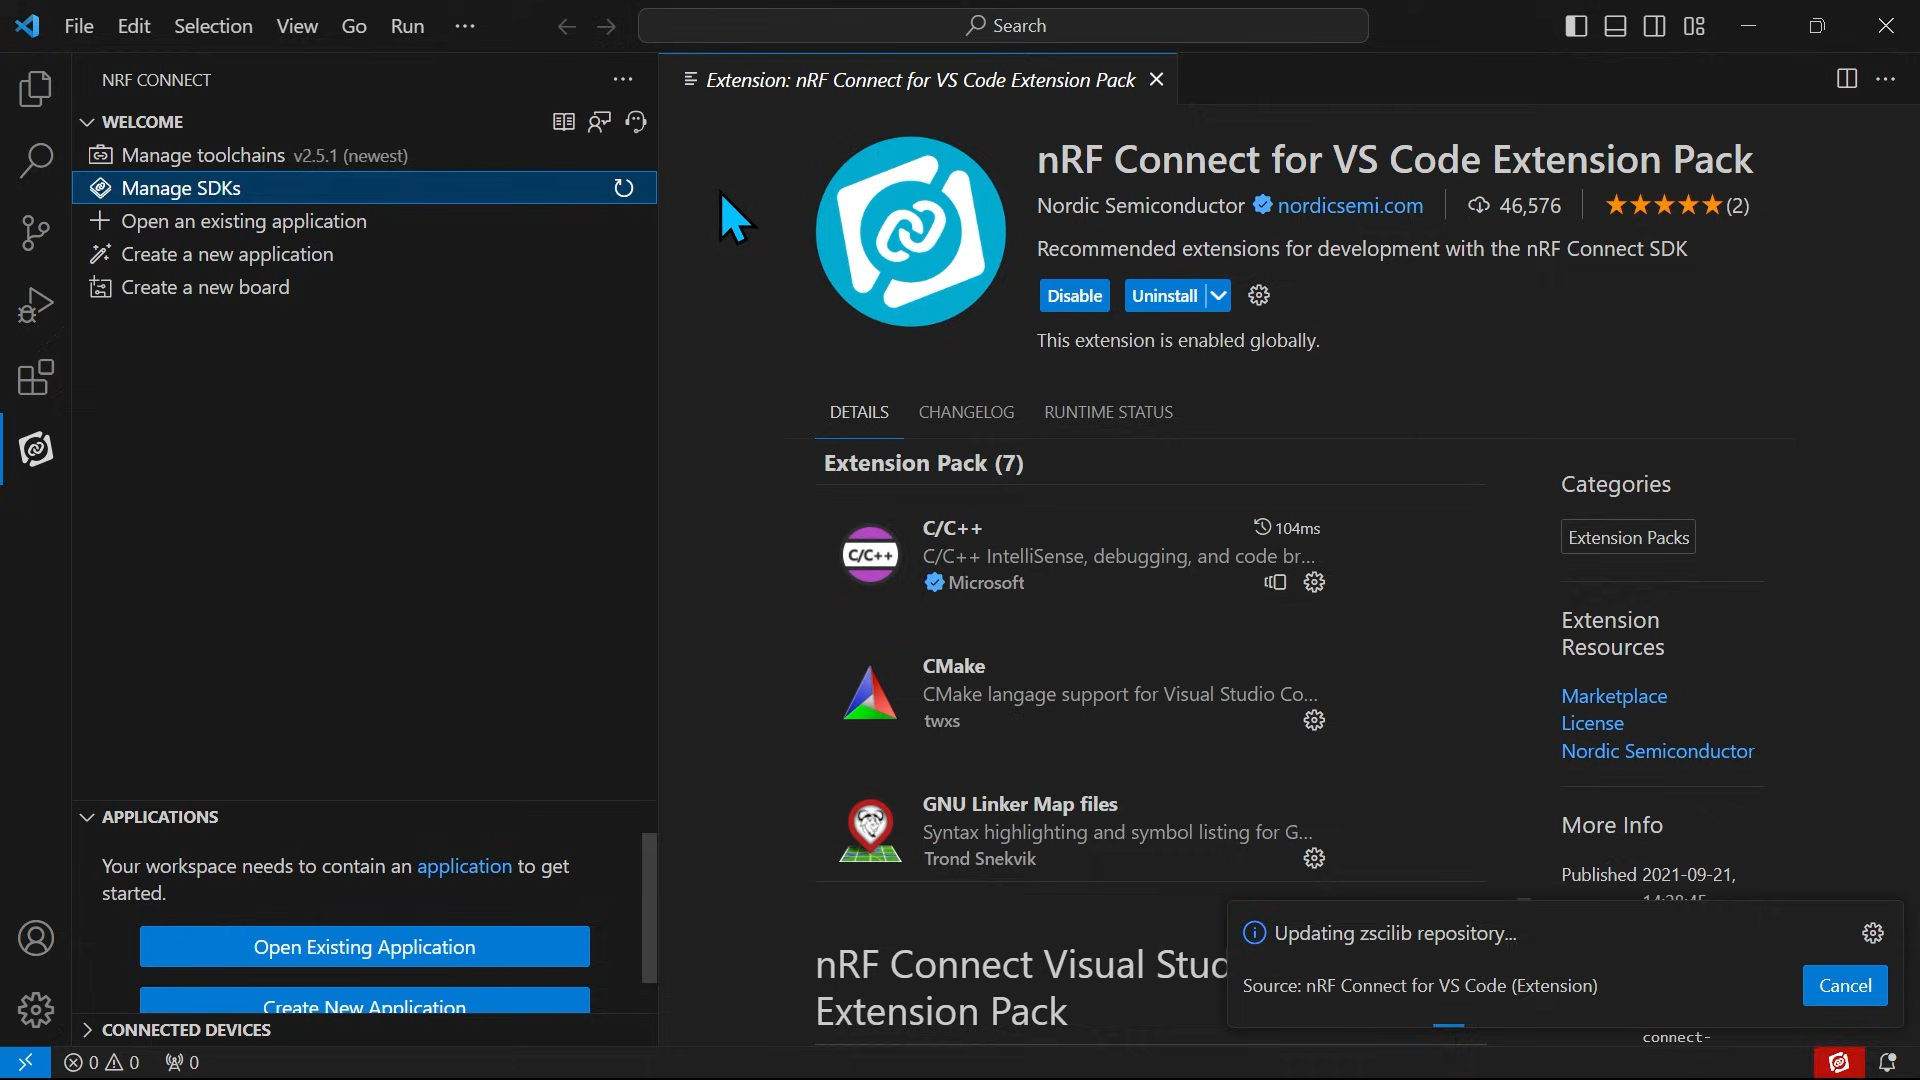 File Edit Selection View Go Run ···
Search
NRF CONNECT
Extension: nRF Connect for VS Code Extension Pack
WELCOME
Manage toolchains v2.5.1 (newest)
Manage SDKs
Open an existing application
Create a new application
Create a new board
nRF Connect for VS Code Extension Pack
Nordic Semiconductor nordicsemi.com 46,576 (2)
Recommended extensions for development with the nRF Connect SDK
Disable Uninstall
This extension is enabled globally.
DETAILS CHANGELOG RUNTIME STATUS
Extension Pack (7)
C/C++ 104ms
C/C++
C/C++ IntelliSense, debugging, and code br...
Microsoft
CMake
CMake langage support for Visual Studio Co...
twxs
GNU Linker Map files
Syntax highlighting and symbol listing for G...
Trond Snekvik
nRF Connect Visual Stud
Extension Pack
Categories
Extension Packs
Extension
Resources
Marketplace
License
Nordic Semiconductor
More Info
Published 2021-09-21,
connect-
APPLICATIONS
Your workspace needs to contain an application to get
started.
Open Existing Application
Create New Application
CONNECTED DEVICES
Updating zscilib repository...
Source: nRF Connect for VS Code (Extension)
Cancel
0 0 0